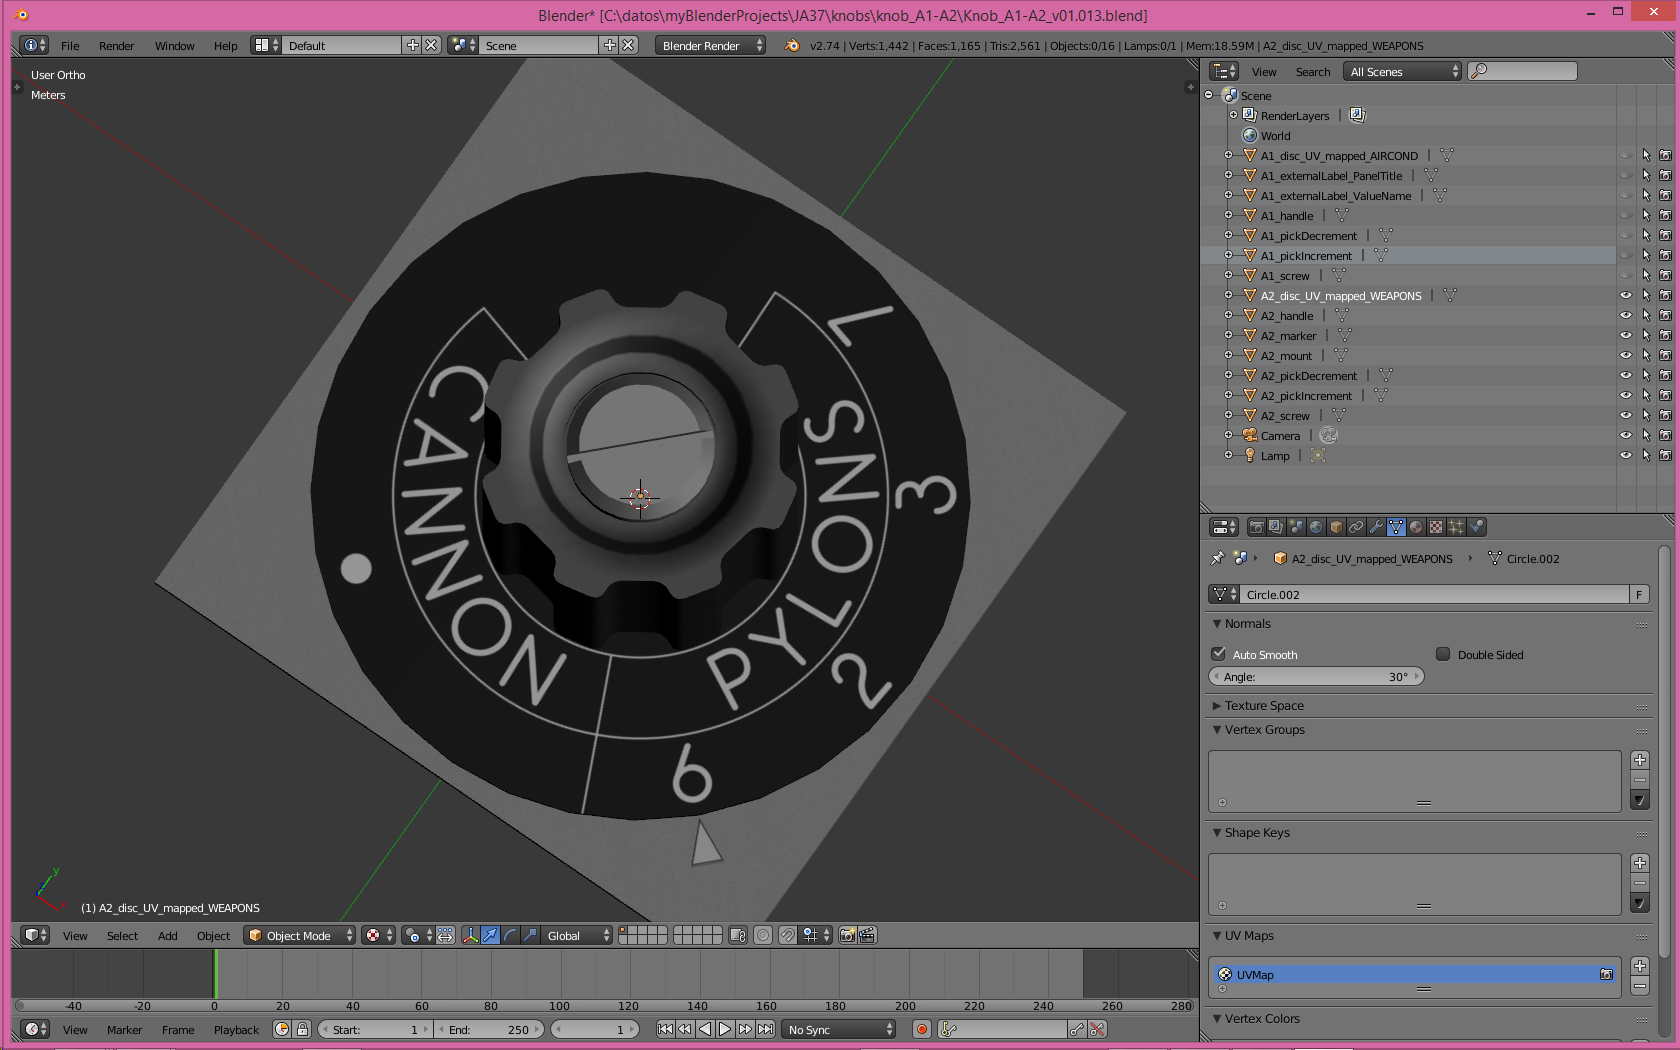 Blender* [C:\datos\myBlenderProjects\JA37\knobs\knob_A1-A2\Knob_A1-A2_v01.013.blend]
File Render Window Help Default Scene Blender Render v2.74 | Verts:1,442 | Faces:1,165 | Tris:2,561 | Objects:0/16 | Lamps:0/1 | Mem:18.59M | A2_disc_UV_mapped_WEAPONS
User Ortho
Meters
CANNON
PYLONS
L
3
2
6
y
x
(1) A2_disc_UV_mapped_WEAPONS
View Select Add Object Object Mode Global
-40 -20 0 20 40 60 80 100 120 140 160 180 200 220 240 260 280
View Marker Frame Playback Start: 1 End: 250 1 No Sync
View Search All Scenes
Scene
RenderLayers |
World
A1_disc_UV_mapped_AIRCOND |
A1_externalLabel_PanelTitle |
A1_externalLabel_ValueName |
A1_handle |
A1_pickDecrement |
A1_pickIncrement |
A1_screw |
A2_disc_UV_mapped_WEAPONS |
A2_handle |
A2_marker |
A2_mount |
A2_pickDecrement |
A2_pickIncrement |
A2_screw |
Camera |
Lamp |
A2_disc_UV_mapped_WEAPONS Circle.002
Circle.002 F
Normals
Auto Smooth Double Sided
Angle: 30°
Texture Space
Vertex Groups
Shape Keys
UV Maps
UVMap
Vertex Colors